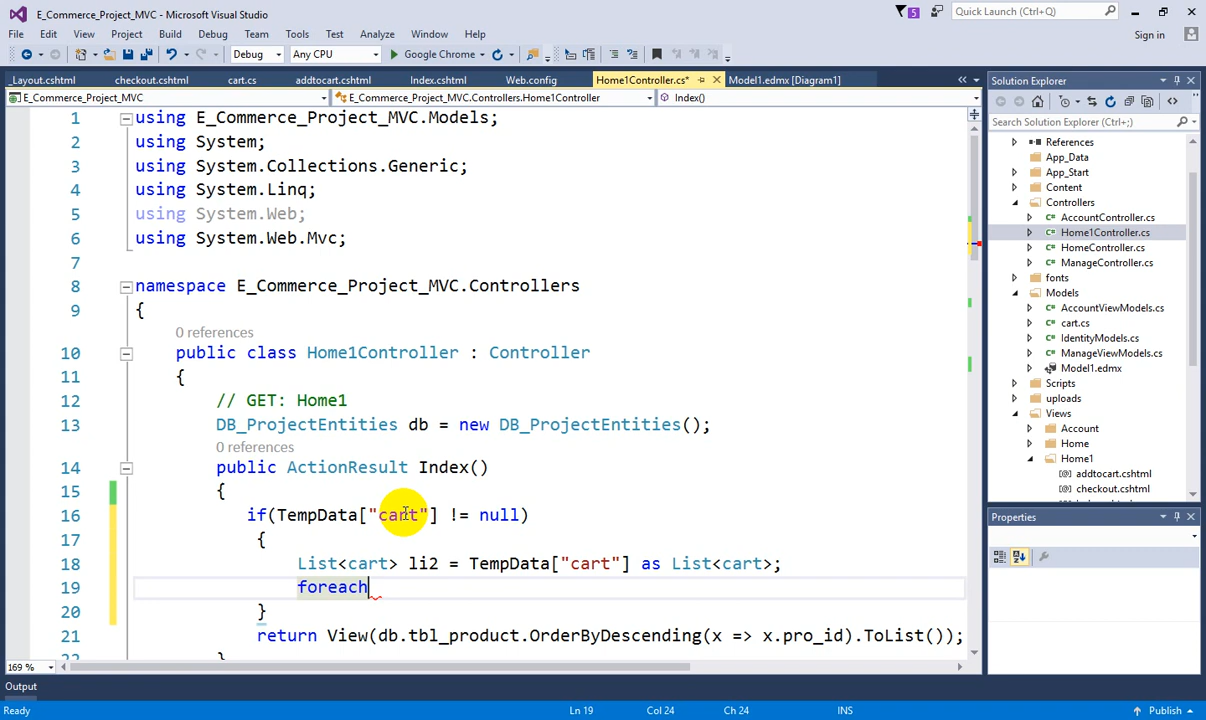 E_Commerce_Project_MVC - Microsoft Visual Studio
5
Quick Launch (Ctrl+Q)
File Edit View Project Build Debug Team Tools Test Analyze Window Help
Sign in
Debug Any CPU Google Chrome
_Layout.cshtml checkout.cshtml cart.cs addtocart.cshtml Index.cshtml Web.config Home1Controller.cs* Model1.edmx [Diagram1]
E_Commerce_Project_MVC E_Commerce_Project_MVC.Controllers.Home1Controller Index()
1 using E_Commerce_Project_MVC.Models;
2 using System;
3 using System.Collections.Generic;
4 using System.Linq;
5 using System.Web;
6 using System.Web.Mvc;
7
8 namespace E_Commerce_Project_MVC.Controllers
9 {
0 references
10 public class Home1Controller : Controller
11 {
12 // GET: Home1
13 DB_ProjectEntities db = new DB_ProjectEntities();
0 references
14 public ActionResult Index()
15 {
16 if(TempData["cart"] != null)
17 {
18 List<cart> li2 = TempData["cart"] as List<cart>;
19 foreach
20 }
21 return View(db.tbl_product.OrderByDescending(x => x.pro_id).ToList());
22 }
169 %
Solution Explorer
Search Solution Explorer (Ctrl+;)
References
App_Data
App_Start
Content
Controllers
AccountController.cs
Home1Controller.cs
HomeController.cs
ManageController.cs
fonts
Models
AccountViewModels.cs
cart.cs
IdentityModels.cs
ManageViewModels.cs
Model1.edmx
Scripts
uploads
Views
Account
Home
Home1
addtocart.cshtml
checkout.cshtml
Properties
Output
Ready Ln 19 Col 24 Ch 24 INS Publish